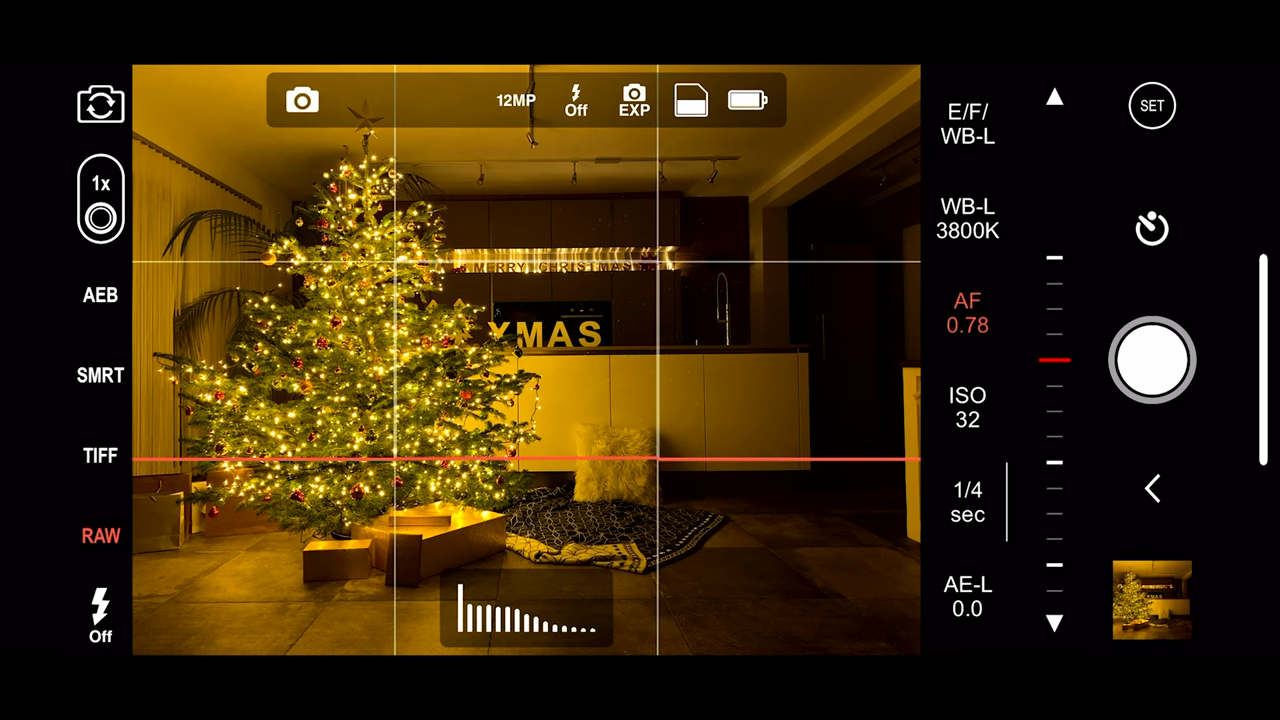 12MP
Off
EXP
1x
AEB
SMRT
TIFF
RAW
Off
MERRY CHRISTMAS
XMAS
E/F/
WB-L
WB-L
3800K
AF
0.78
ISO
32
1/4
sec
AE-L
0.0
SET